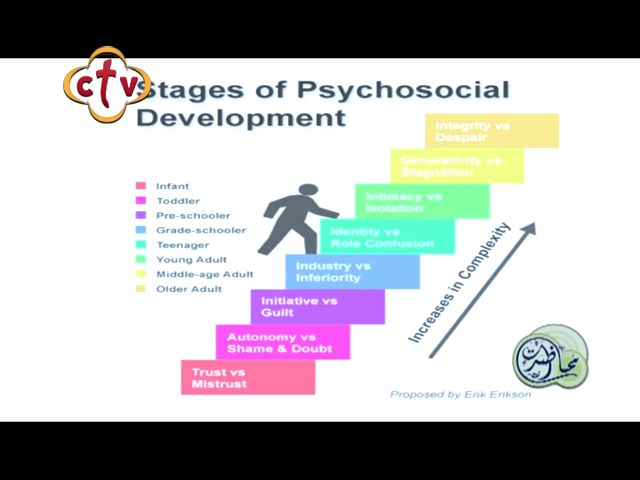 ctv
Stages of Psychosocial
Development
Integrity vs
Despair
Generativity vs
Stagnation
Intimacy vs
Isolation
Identity vs
Role Confusion
Industry vs
Inferiority
Initiative vs
Guilt
Autonomy vs
Shame & Doubt
Trust vs
Mistrust
Infant
Toddler
Pre-schooler
Grade-schooler
Teenager
Young Adult
Middle-age Adult
Older Adult
Increases in Complexity
محاضرات
Proposed by Erik Erikson